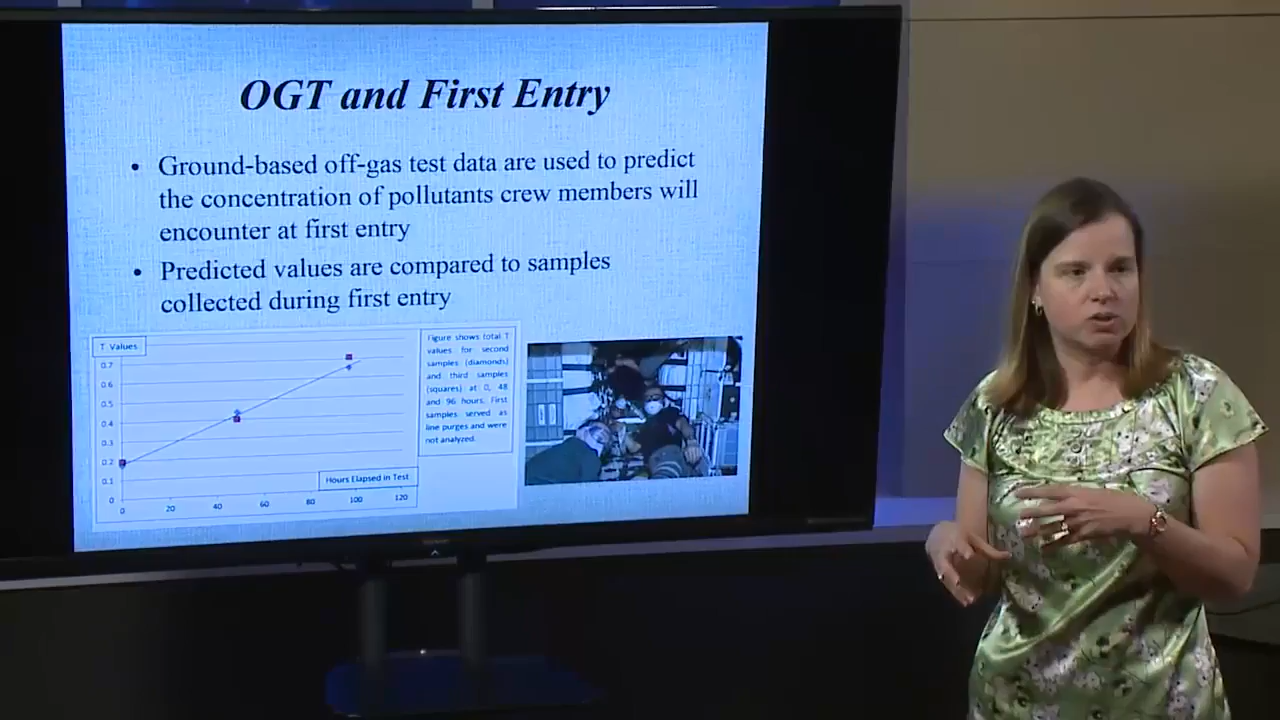 OGT and First Entry
• Ground-based off-gas test data are used to predict
the concentration of pollutants crew members will
encounter at first entry
• Predicted values are compared to samples
collected during first entry
T Values
0.7
0.6
0.5
0.4
0.3
0.2
0.1
0
0 20 40 60 80 100 120
Hours Elapsed in Test
Figure shows total T
values for second
samples (diamonds)
and third samples
(squares) at 0, 48
and 96 hours. First
samples served as
line purges and were
not analyzed.